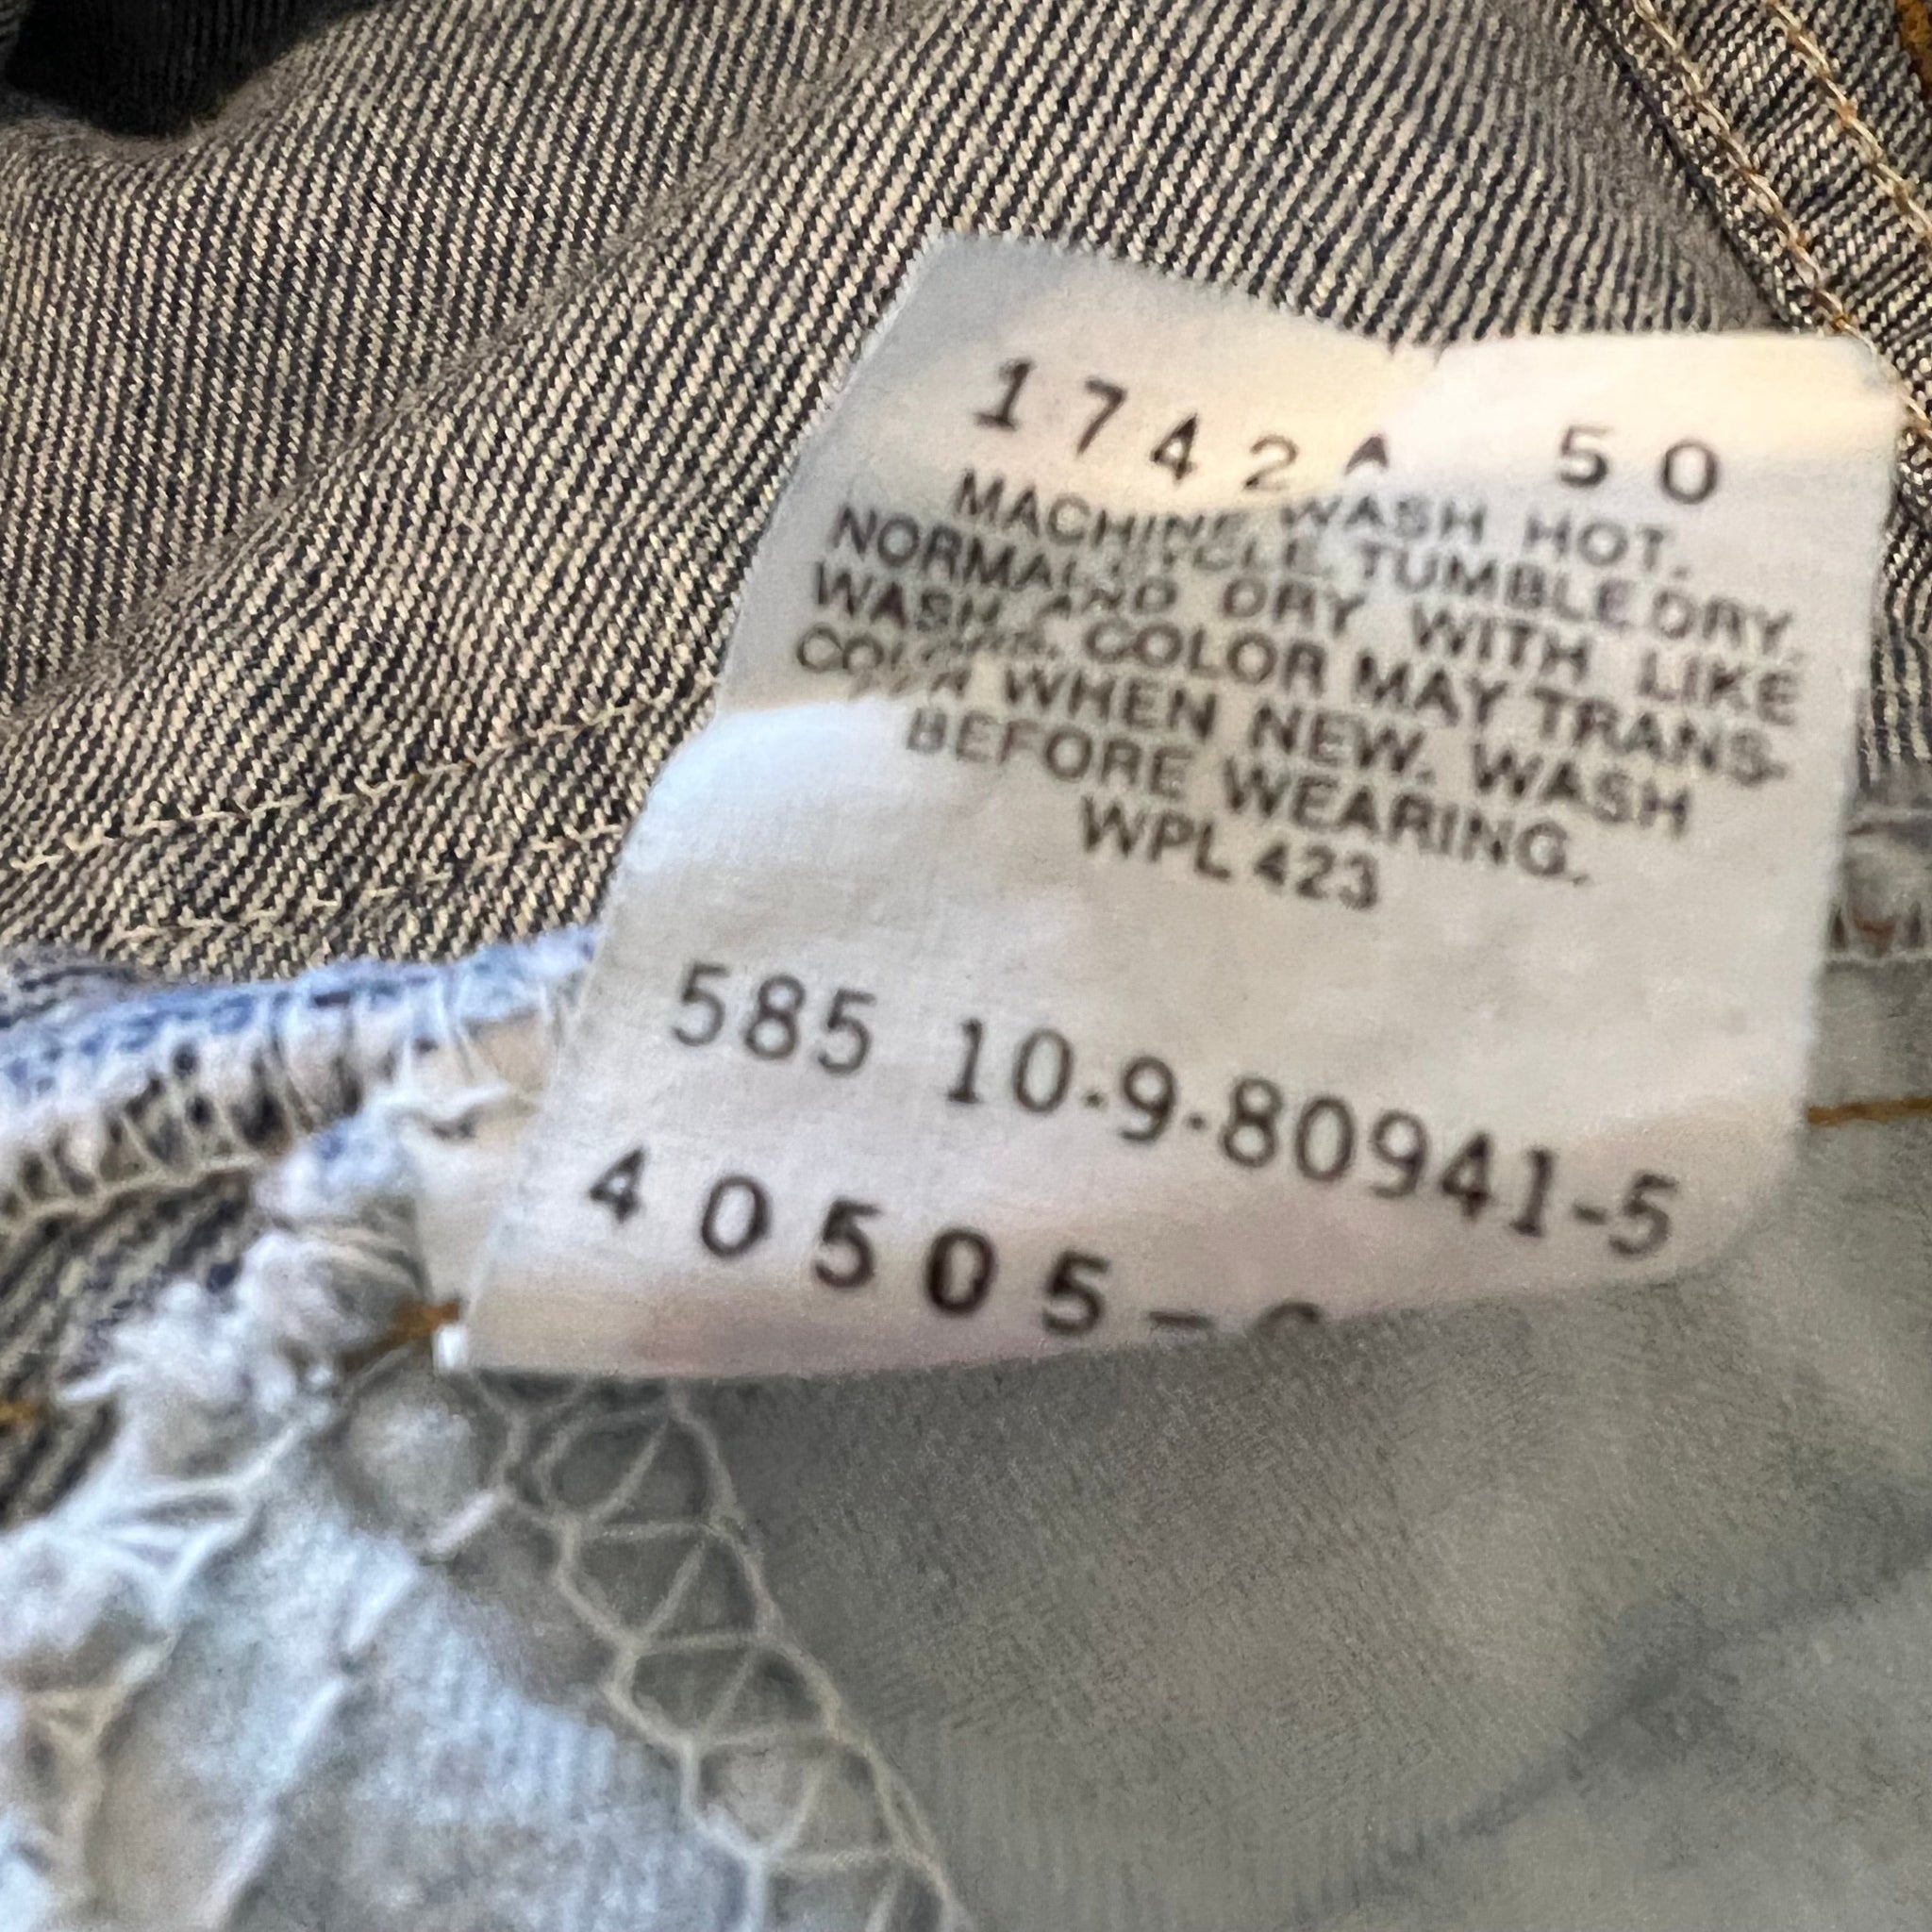 1742A 50
MACHINE WASH HOT.
NORMAL CYCLE. TUMBLE DRY.
WASH AND DRY WITH LIKE
COLORS. COLOR MAY TRANS-
WHEN NEW. WASH
BEFORE WEARING.
WPL 423
585 10-9-80941-5
40505-